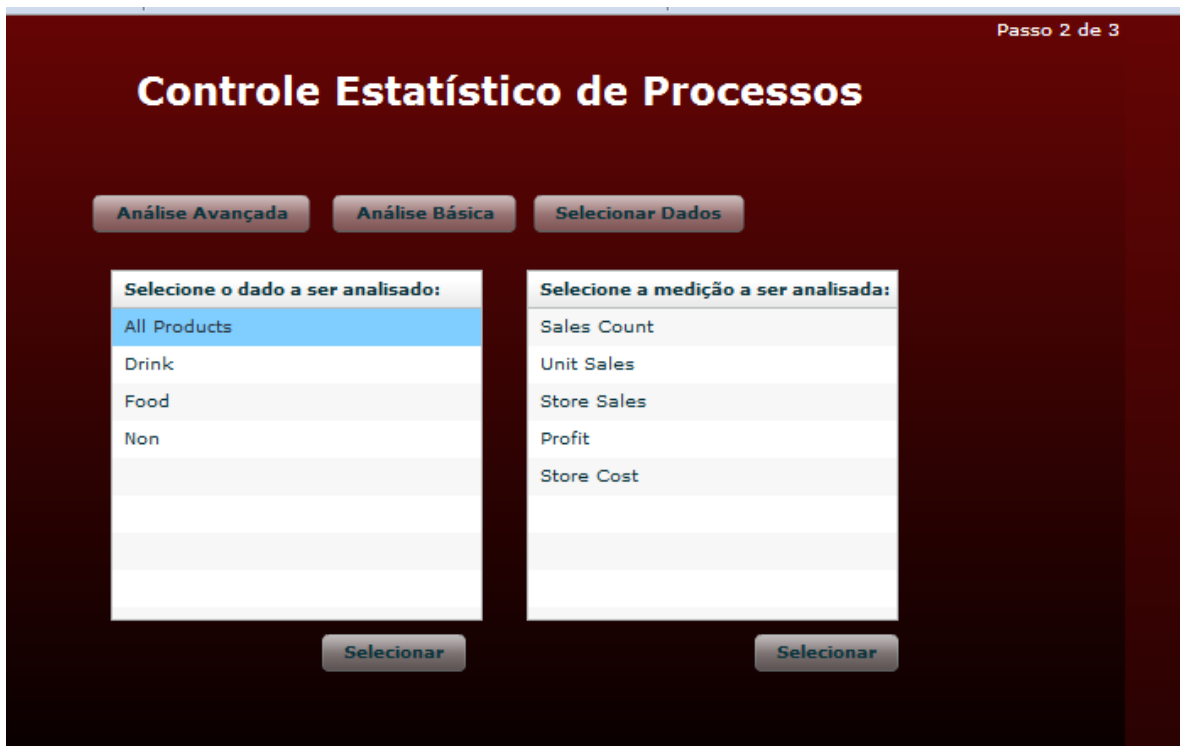 Passo 2 de 3
Controle Estatístico de Processos
Análise Avançada
Análise Básica
Selecionar Dados
Selecione o dado a ser analisado:
All Products
Drink
Food
Non
Selecionar
Selecione a medição a ser analisada:
Sales Count
Unit Sales
Store Sales
Profit
Store Cost
Selecionar